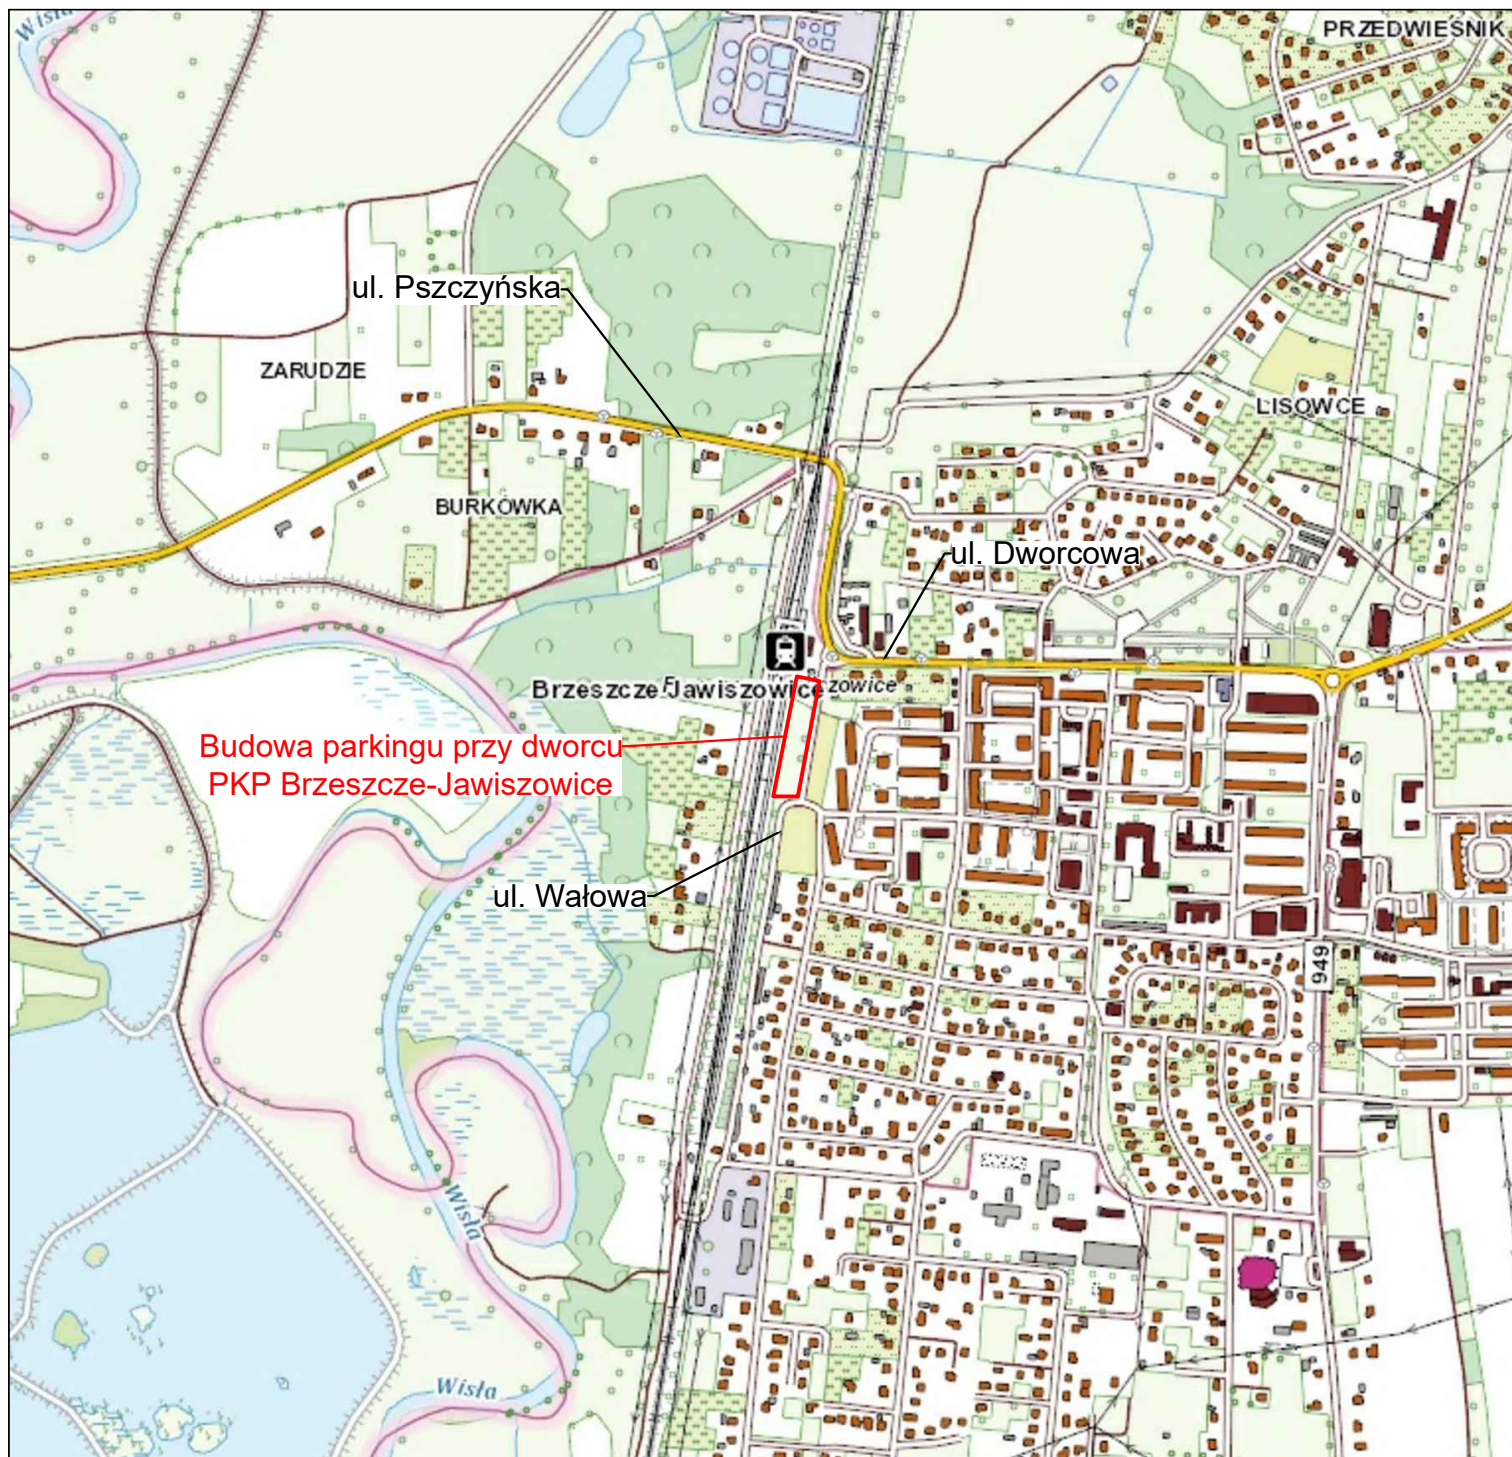 Wisła
PRZEDWIEŚNIK
ul. Pszczyńska
ZARUDZIE
LISOWCE
BURKÓWKA
ul. Dworcowa
Brzeszcze-Jawiszowice
zowice
Budowa parkingu przy dworcu
PKP Brzeszcze-Jawiszowice
ul. Wałowa
949
Wisła
Wisła